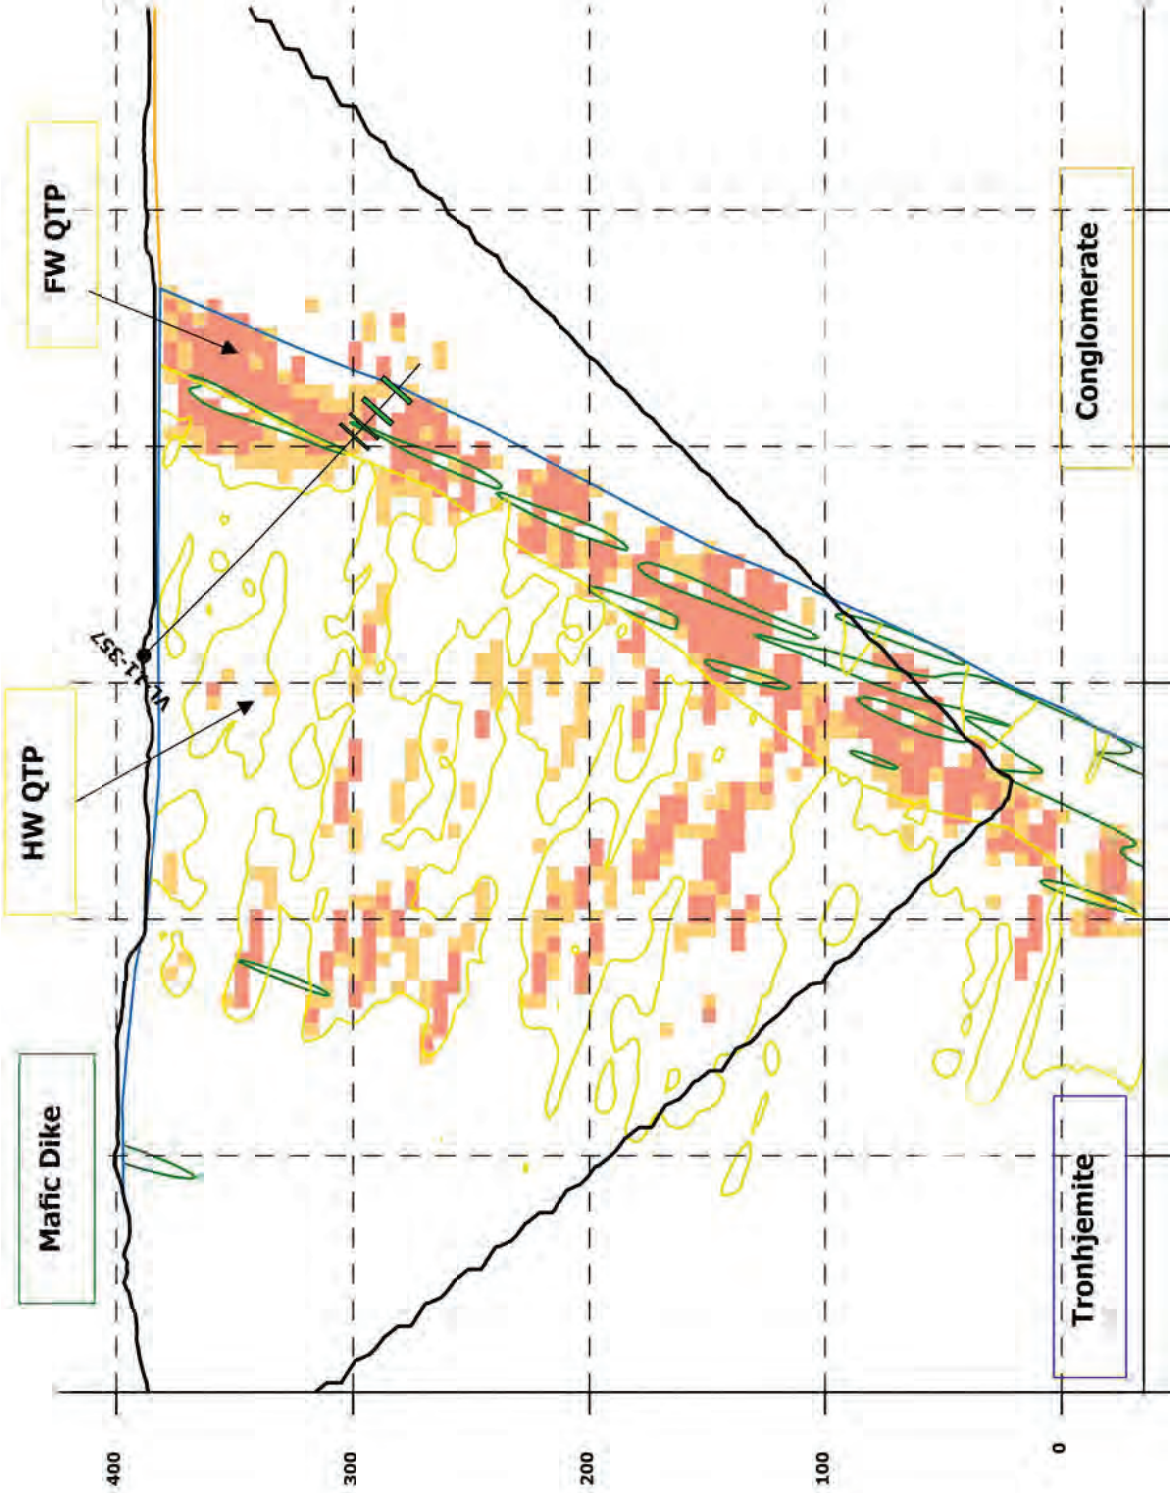 FW QTP
HW QTP
Mafic Dike
VL-11-357
Conglomerate
Tronhjemite
400
300
200
100
0